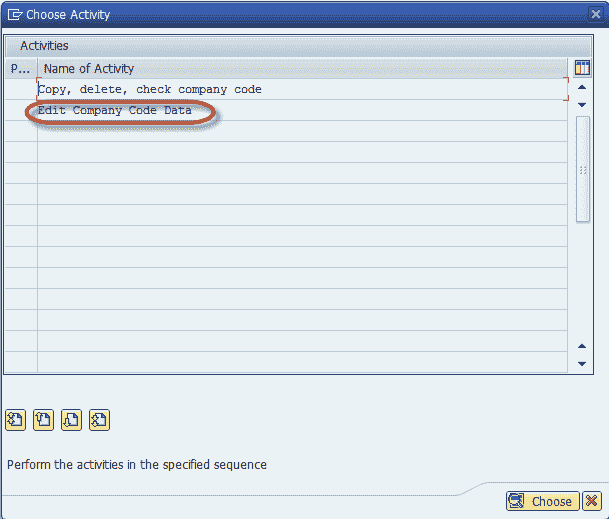 Choose Activity
Activities
P... Name of Activity
Copy, delete, check company code
Edit Company Code Data
Perform the activities in the specified sequence
Choose